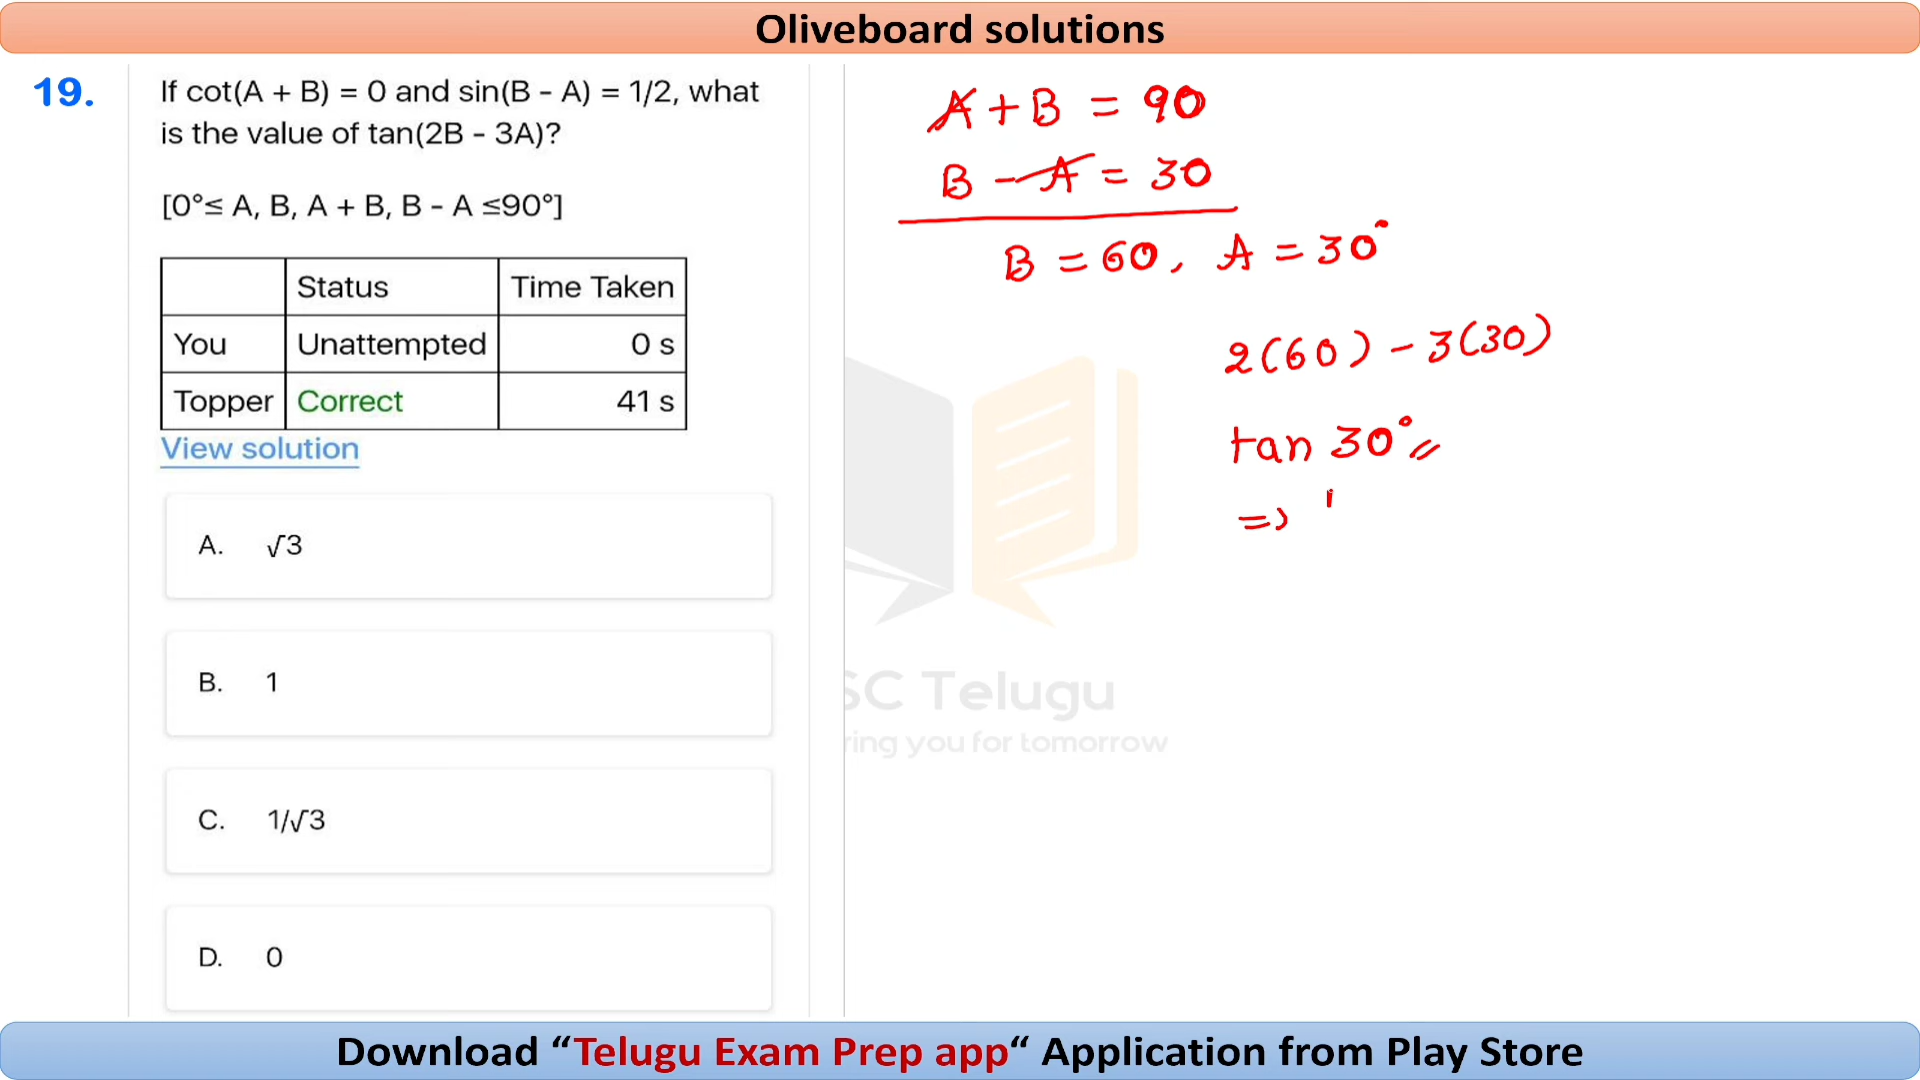 Oliveboard solutions
19.
If cot(A + B) = 0 and sin(B - A) = 1/2, what
is the value of tan(2B - 3A)?
[0°≤ A, B, A + B, B - A ≤90°]
Status Time Taken
You Unattempted 0 s
Topper Correct 41 s
View solution
A. √3
B. 1
C. 1/√3
D. 0
A + B = 90
B - A = 30
B = 60, A = 30°
2(60) - 3(30)
tan 30°
=> 1
SC Telugu
ring you for tomorrow
Download “Telugu Exam Prep app“ Application from Play Store